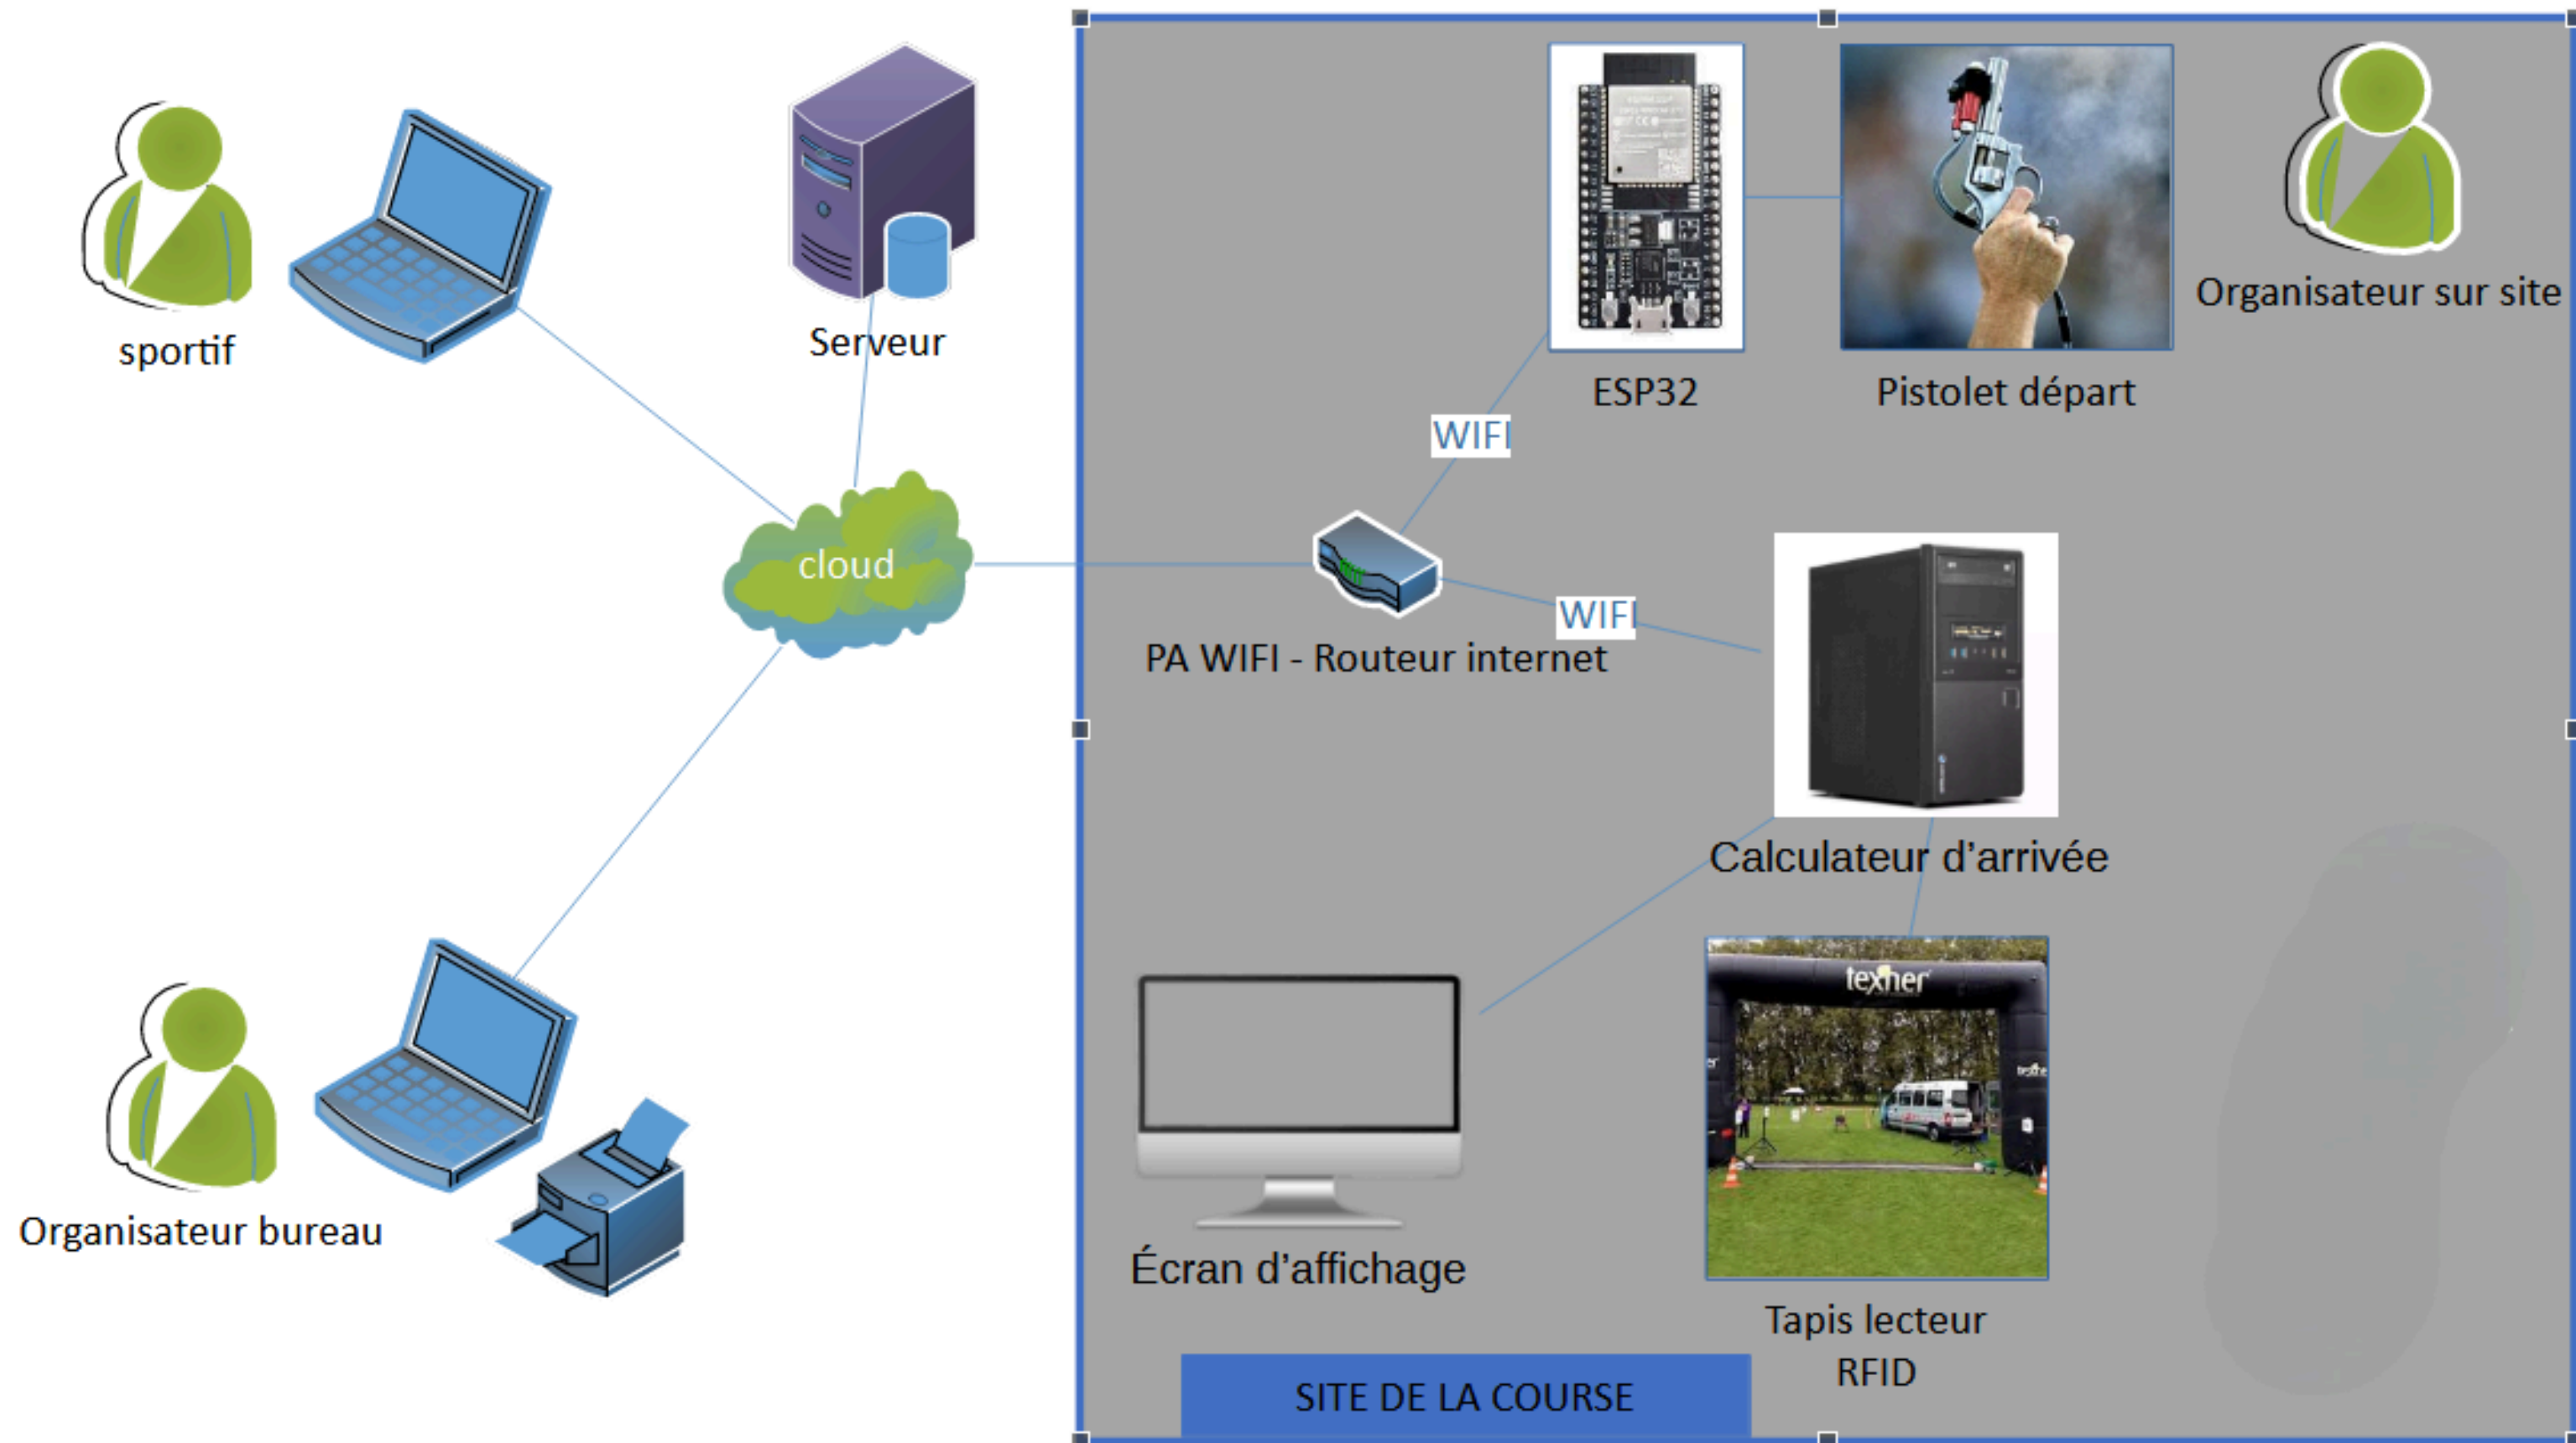 sportif
Serveur
ESP32
Pistolet départ
Organisateur sur site
WIFI
cloud
WIFI
PA WIFI - Routeur internet
Calculateur d'arrivée
texner
Organisateur bureau
Écran d'affichage
Tapis lecteur
RFID
SITE DE LA COURSE